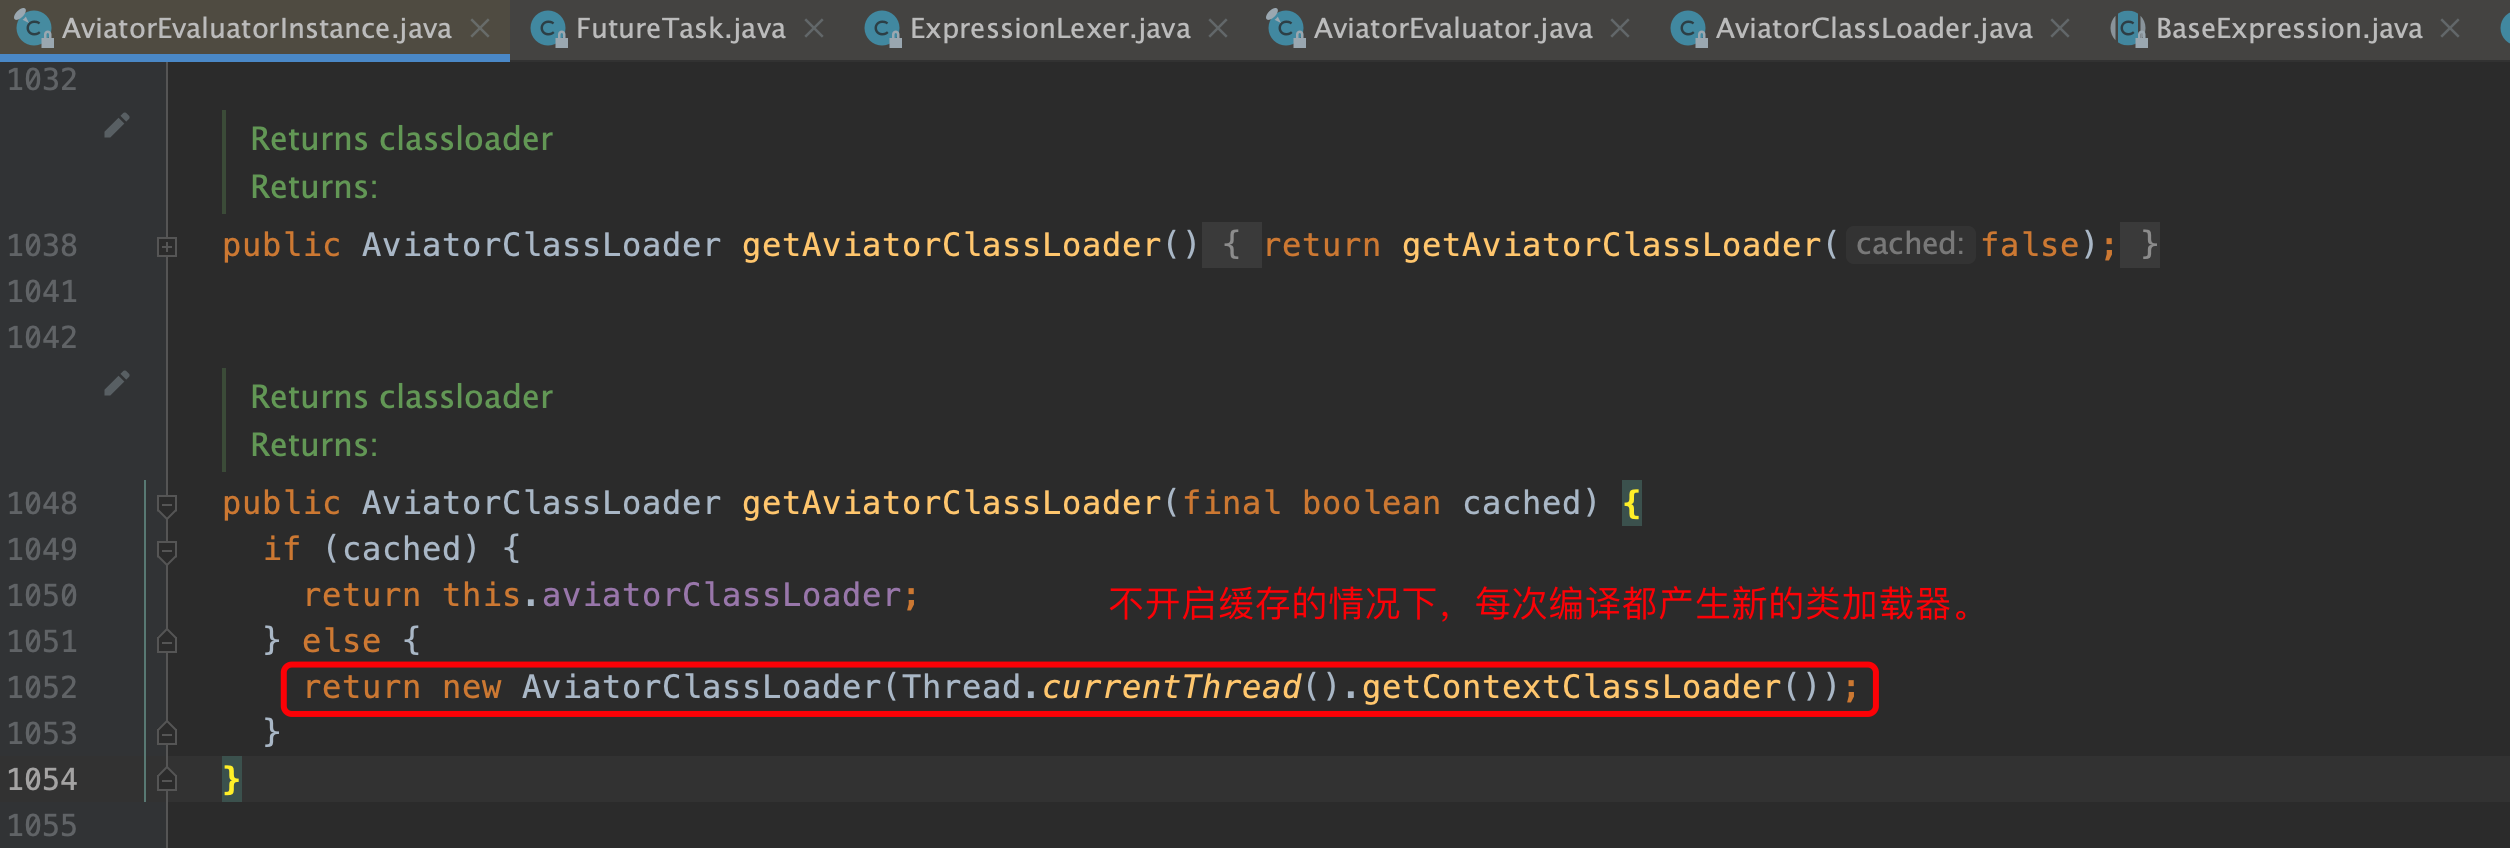 AviatorEvaluatorInstance.java FutureTask.java ExpressionLexer.java AviatorEvaluator.java AviatorClassLoader.java BaseExpression.java
1032
Returns classloader
Returns:
1038 public AviatorClassLoader getAviatorClassLoader() { return getAviatorClassLoader( cached: false); }
1041
1042
Returns classloader
Returns:
1048 public AviatorClassLoader getAviatorClassLoader(final boolean cached) {
1049 if (cached) {
1050 return this.aviatorClassLoader; 不开启缓存的情况下，每次编译都产生新的类加载器。
1051 } else {
1052 return new AviatorClassLoader(Thread.currentThread().getContextClassLoader());
1053 }
1054 }
1055